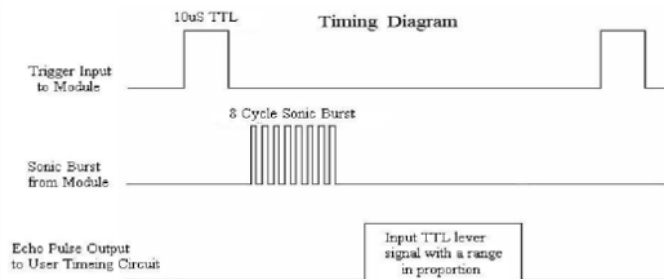 10uS TTL
Timing Diagram
Trigger Input
to Module
8 Cycle Sonic Burst
Sonic Burst
from Module
Echo Pulse Output
to User Timeing Circuit
Input TTL lever
signal with a range
in proportion